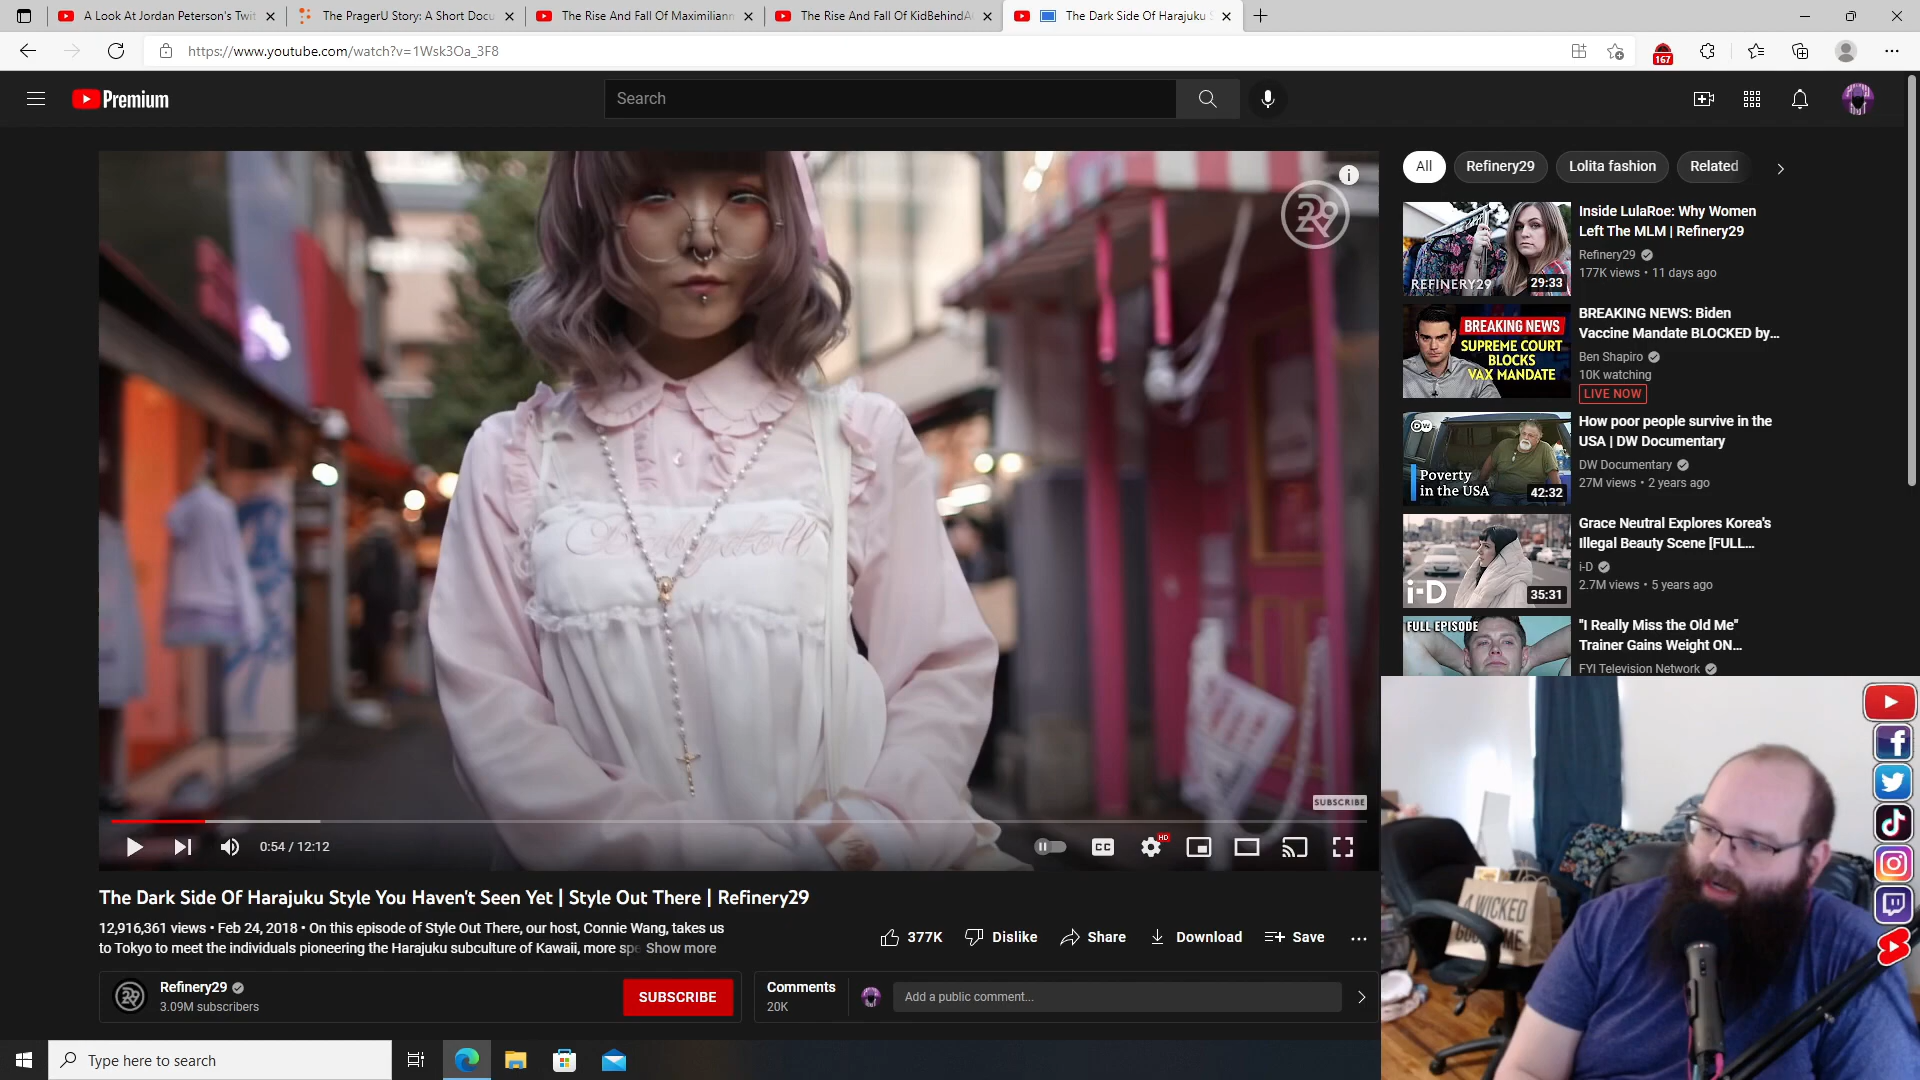 A Look At Jordan Peterson's Twit
The PragerU Story: A Short Docu
The Rise And Fall Of Maximilianm
The Rise And Fall Of KidBehindA
The Dark Side Of Harajuku S
https://www.youtube.com/watch?v=1Wsk3Oa_3F8
167
Premium
Search
All
Refinery29
Lolita fashion
Related
R29
Babydoll
SUBSCRIBE
0:54 / 12:12
CC
HD
Inside LulaRoe: Why Women
Left The MLM | Refinery29
Refinery29
177K views • 11 days ago
REFINERY29
29:33
BREAKING NEWS: Biden
Vaccine Mandate BLOCKED by...
Ben Shapiro
10K watching
LIVE NOW
BREAKING NEWS
SUPREME COURT
BLOCKS
VAX MANDATE
How poor people survive in the
USA | DW Documentary
DW Documentary
27M views • 2 years ago
DW
Poverty
in the USA
42:32
Grace Neutral Explores Korea's
Illegal Beauty Scene [FULL...
i-D
2.7M views • 5 years ago
i-D
35:31
"I Really Miss the Old Me"
Trainer Gains Weight ON...
FYI Television Network
FULL EPISODE
The Dark Side Of Harajuku Style You Haven't Seen Yet | Style Out There | Refinery29
12,916,361 views • Feb 24, 2018 • On this episode of Style Out There, our host, Connie Wang, takes us
to Tokyo to meet the individuals pioneering the Harajuku subculture of Kawaii, more spe Show more
377K
Dislike
Share
Download
Save
R29
Refinery29
3.09M subscribers
SUBSCRIBE
Comments
20K
Add a public comment...
A WICKED
Type here to search